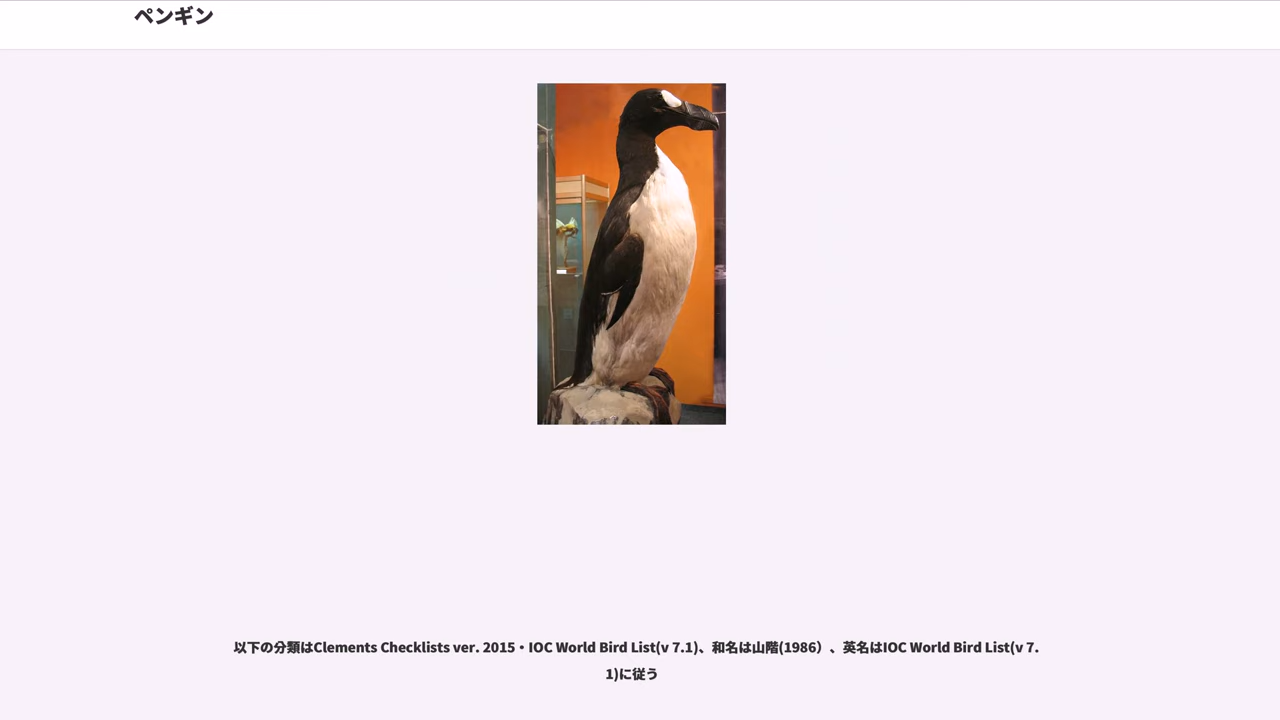 ペンギン
以下の分類はClements Checklists ver. 2015・IOC World Bird List(v 7.1)、和名は山階(1986）、英名はIOC World Bird List(v 7.
1)に従う